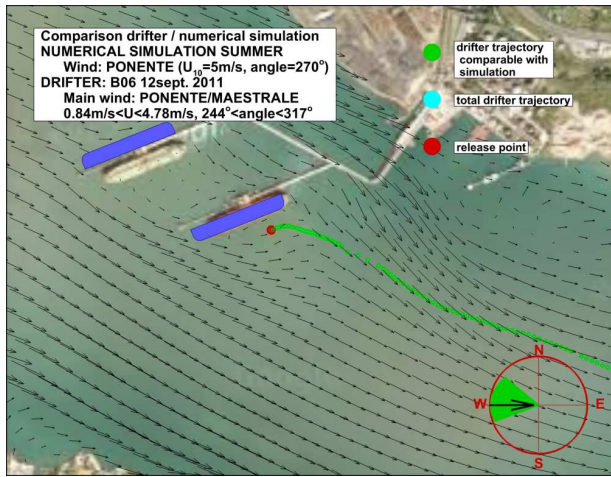 Comparison drifter / numerical simulation
NUMERICAL SIMULATION SUMMER
Wind: PONENTE (U10=5m/s, angle=270°)
DRIFTER: B06 12sept. 2011
Main wind: PONENTE/MAESTRALE
0.84m/s<U<4.78m/s, 244°<angle<317°
drifter trajectory
comparable with
simulation
total drifter trajectory
release point
N
W
E
S